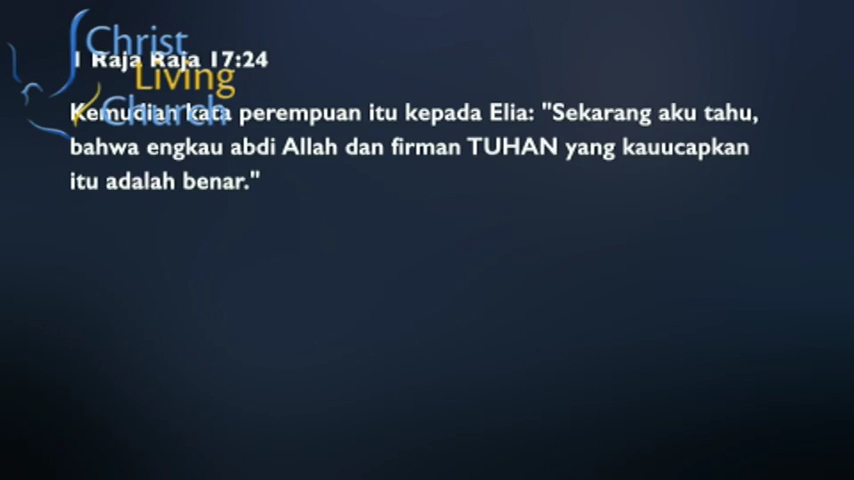 Christ
Living
Church
1 Raja Raja 17:24
Kemudian kata perempuan itu kepada Elia: "Sekarang aku tahu,
bahwa engkau abdi Allah dan firman TUHAN yang kauucapkan
itu adalah benar."